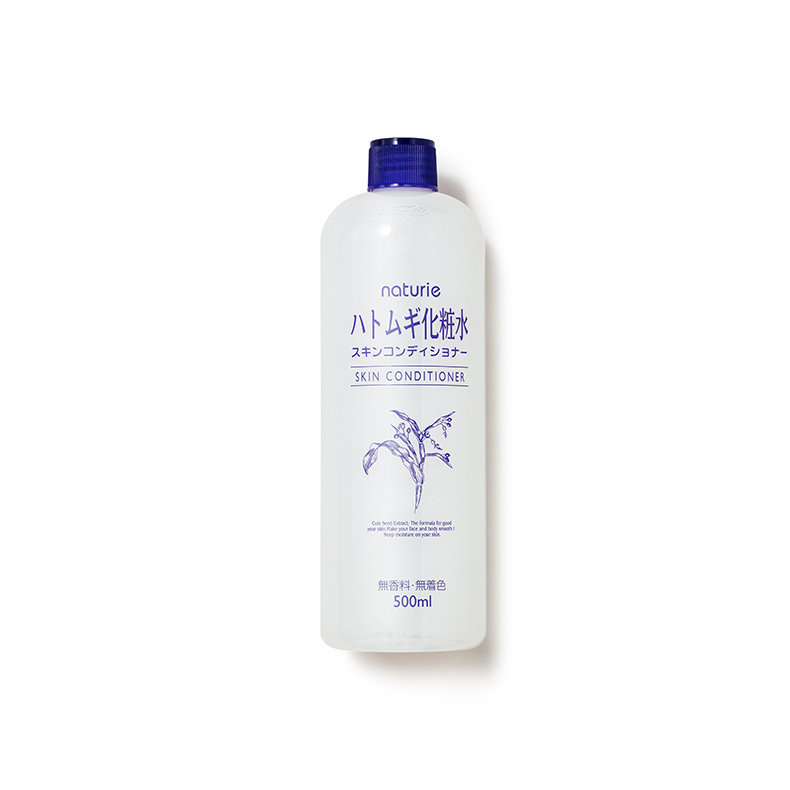 naturie
ハトムギ化粧水
スキンコンディショナー
SKIN CONDITIONER
Coix Seed Extract; The formula for good
your skin.Make your face and body smooth !
Keep moisture on your skin.
無香料・無着色
500ml